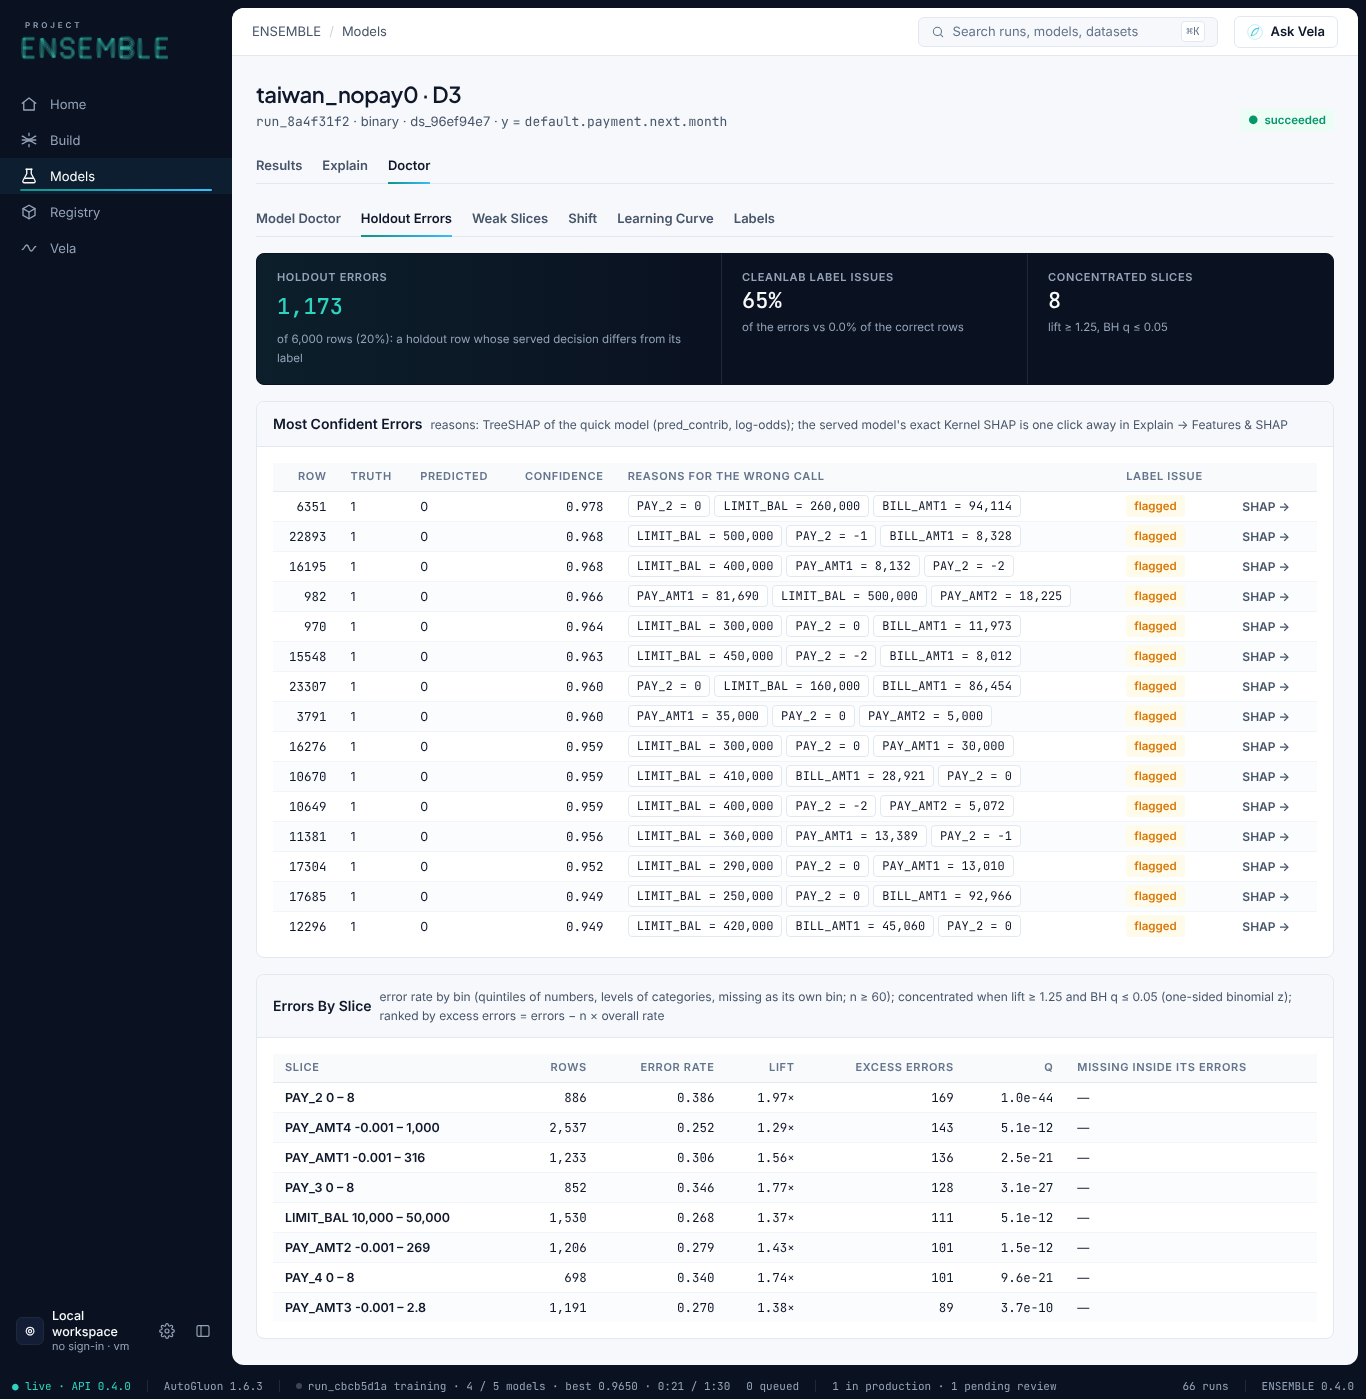 PROJECT
ENSEMBLE
Home
Build
Models
Registry
Vela
Local workspace
no sign-in · vm
ENSEMBLE / Models
Search runs, models, datasets ⌘K
Ask Vela
taiwan_nopay0 · D3
run_8a4f31f2 · binary · ds_96ef94e7 · y = default.payment.next.month
succeeded
Results Explain Doctor
Model Doctor Holdout Errors Weak Slices Shift Learning Curve Labels
HOLDOUT ERRORS
1,173
of 6,000 rows (20%): a holdout row whose served decision differs from its
label
CLEANLAB LABEL ISSUES
65%
of the errors vs 0.0% of the correct rows
CONCENTRATED SLICES
8
lift ≥ 1.25, BH q ≤ 0.05
Most Confident Errors reasons: TreeSHAP of the quick model (pred_contrib, log-odds); the served model's exact Kernel SHAP is one click away in Explain → Features & SHAP
ROW TRUTH PREDICTED CONFIDENCE REASONS FOR THE WRONG CALL LABEL ISSUE
6351 1 0 0.978 PAY_2 = 0 LIMIT_BAL = 260,000 BILL_AMT1 = 94,114 flagged SHAP →
22893 1 0 0.968 LIMIT_BAL = 500,000 PAY_2 = -1 BILL_AMT1 = 8,328 flagged SHAP →
16195 1 0 0.968 LIMIT_BAL = 400,000 PAY_AMT1 = 8,132 PAY_2 = -2 flagged SHAP →
982 1 0 0.966 PAY_AMT1 = 81,690 LIMIT_BAL = 500,000 PAY_AMT2 = 18,225 flagged SHAP →
970 1 0 0.964 LIMIT_BAL = 300,000 PAY_2 = 0 BILL_AMT1 = 11,973 flagged SHAP →
15548 1 0 0.963 LIMIT_BAL = 450,000 PAY_2 = -2 BILL_AMT1 = 8,012 flagged SHAP →
23307 1 0 0.960 PAY_2 = 0 LIMIT_BAL = 160,000 BILL_AMT1 = 86,454 flagged SHAP →
3791 1 0 0.960 PAY_AMT1 = 35,000 PAY_2 = 0 PAY_AMT2 = 5,000 flagged SHAP →
16276 1 0 0.959 LIMIT_BAL = 300,000 PAY_2 = 0 PAY_AMT1 = 30,000 flagged SHAP →
10670 1 0 0.959 LIMIT_BAL = 410,000 BILL_AMT1 = 28,921 PAY_2 = 0 flagged SHAP →
10649 1 0 0.959 LIMIT_BAL = 400,000 PAY_2 = -2 PAY_AMT2 = 5,072 flagged SHAP →
11381 1 0 0.956 LIMIT_BAL = 360,000 PAY_AMT1 = 13,389 PAY_2 = -1 flagged SHAP →
17304 1 0 0.952 LIMIT_BAL = 290,000 PAY_2 = 0 PAY_AMT1 = 13,010 flagged SHAP →
17685 1 0 0.949 LIMIT_BAL = 250,000 PAY_2 = 0 BILL_AMT1 = 92,966 flagged SHAP →
12296 1 0 0.949 LIMIT_BAL = 420,000 BILL_AMT1 = 45,060 PAY_2 = 0 flagged SHAP →
Errors By Slice error rate by bin (quintiles of numbers, levels of categories, missing as its own bin; n ≥ 60); concentrated when lift ≥ 1.25 and BH q ≤ 0.05 (one-sided binomial z);
ranked by excess errors = errors − n × overall rate
SLICE ROWS ERROR RATE LIFT EXCESS ERRORS Q MISSING INSIDE ITS ERRORS
PAY_2 0 – 8 886 0.386 1.97× 169 1.0e-44 —
PAY_AMT4 -0.001 – 1,000 2,537 0.252 1.29× 143 5.1e-12 —
PAY_AMT1 -0.001 – 316 1,233 0.306 1.56× 136 2.5e-21 —
PAY_3 0 – 8 852 0.346 1.77× 128 3.1e-27 —
LIMIT_BAL 10,000 – 50,000 1,530 0.268 1.37× 111 5.1e-12 —
PAY_AMT2 -0.001 – 269 1,206 0.279 1.43× 101 1.5e-12 —
PAY_4 0 – 8 698 0.340 1.74× 101 9.6e-21 —
PAY_AMT3 -0.001 – 2.8 1,191 0.270 1.38× 89 3.7e-10 —
live · API 0.4.0 AutoGluon 1.6.3 run_cbcb5d1a training · 4 / 5 models · best 0.9650 · 0:21 / 1:30 0 queued 1 in production · 1 pending review 66 runs ENSEMBLE 0.4.0